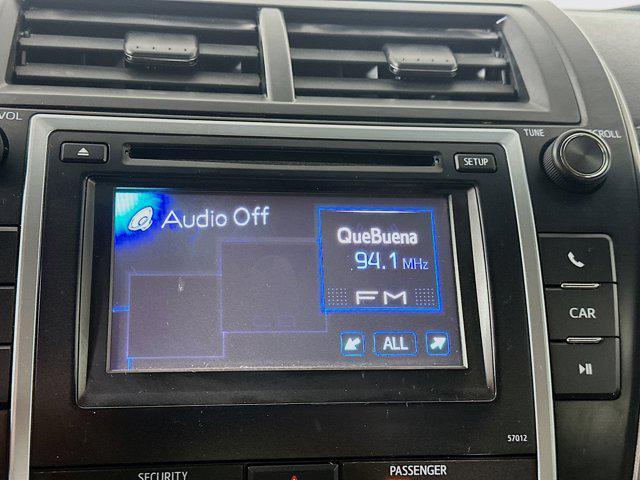 VOL
TUNE
SCROLL
SETUP
Audio Off
QueBuena
94.1 MHz
FM
ALL
CAR
57012
SECURITY
PASSENGER